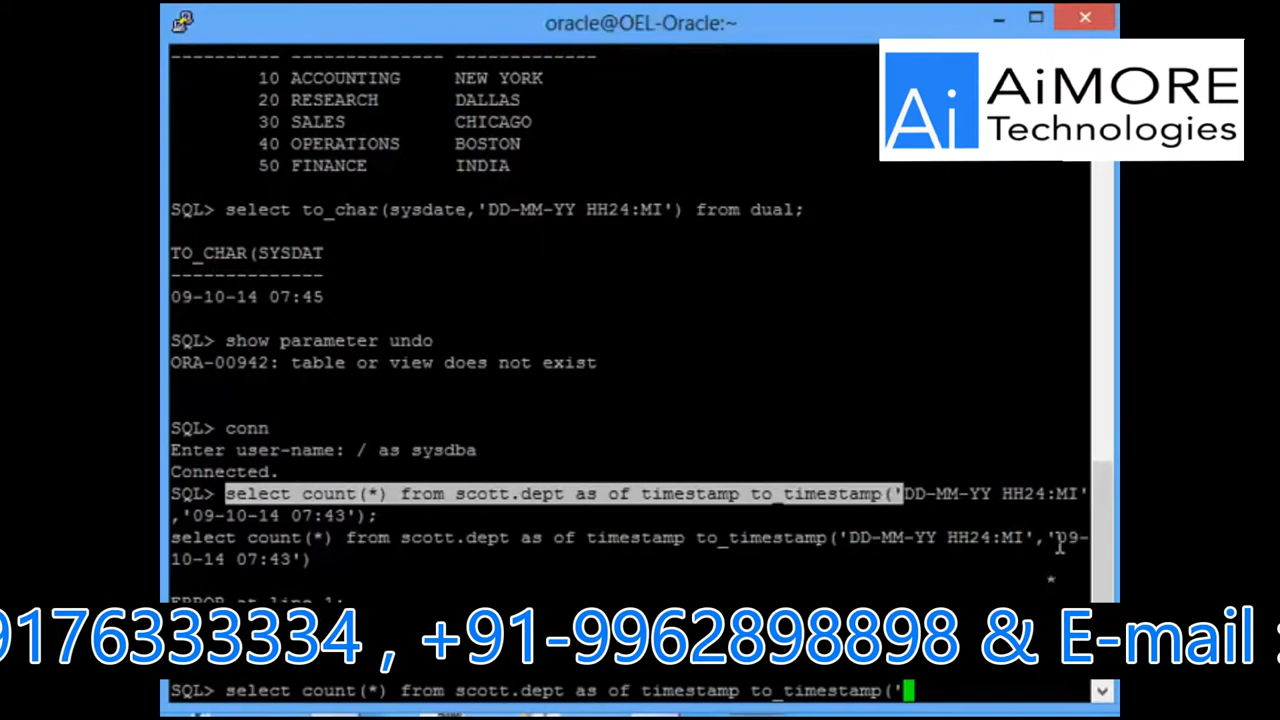 oracle@OEL-Oracle:~
---------- -------------- -------------
10 ACCOUNTING NEW YORK
20 RESEARCH DALLAS
30 SALES CHICAGO
40 OPERATIONS BOSTON
50 FINANCE INDIA
Ai AiMORE
Technologies
SQL> select to_char(sysdate,'DD-MM-YY HH24:MI') from dual;
TO_CHAR(SYSDAT
--------------
09-10-14 07:45
SQL> show parameter undo
ORA-00942: table or view does not exist
SQL> conn
Enter user-name: / as sysdba
Connected.
SQL> select count(*) from scott.dept as of timestamp to_timestamp('DD-MM-YY HH24:MI'
,'09-10-14 07:43');
select count(*) from scott.dept as of timestamp to_timestamp('DD-MM-YY HH24:MI','09-
10-14 07:43')
*
ERROR at line 1:
9176333334 , +91-9962898898 & E-mail :
SQL> select count(*) from scott.dept as of timestamp to_timestamp('